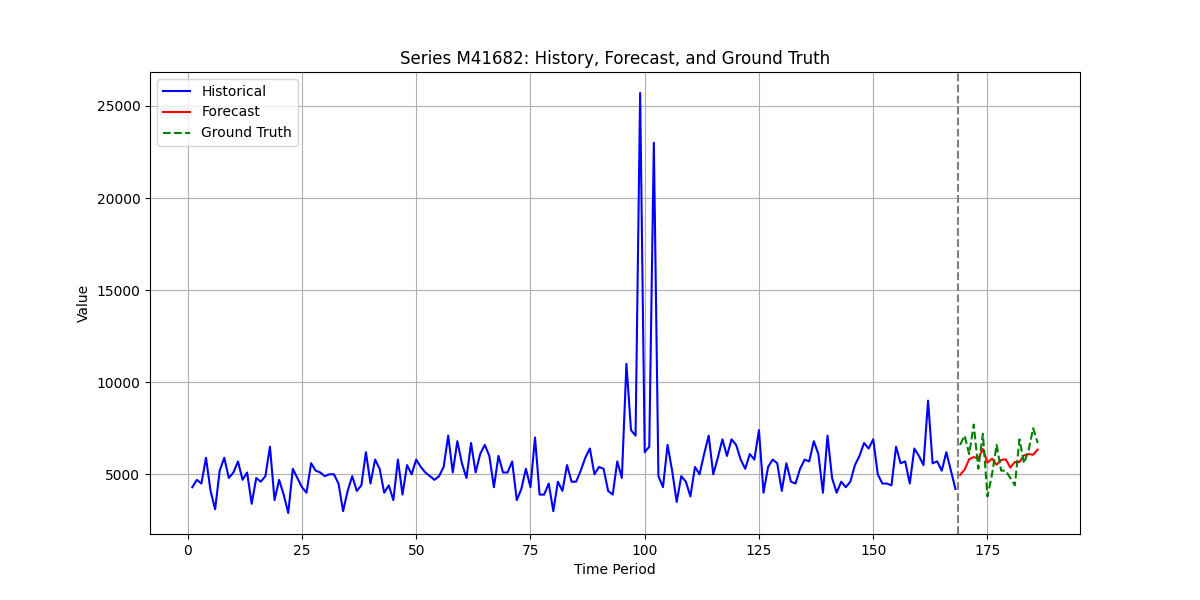 Series M41682: History, Forecast, and Ground Truth
Historical
Forecast
Ground Truth
25000
20000
15000
10000
5000
Value
0 25 50 75 100 125 150 175
Time Period